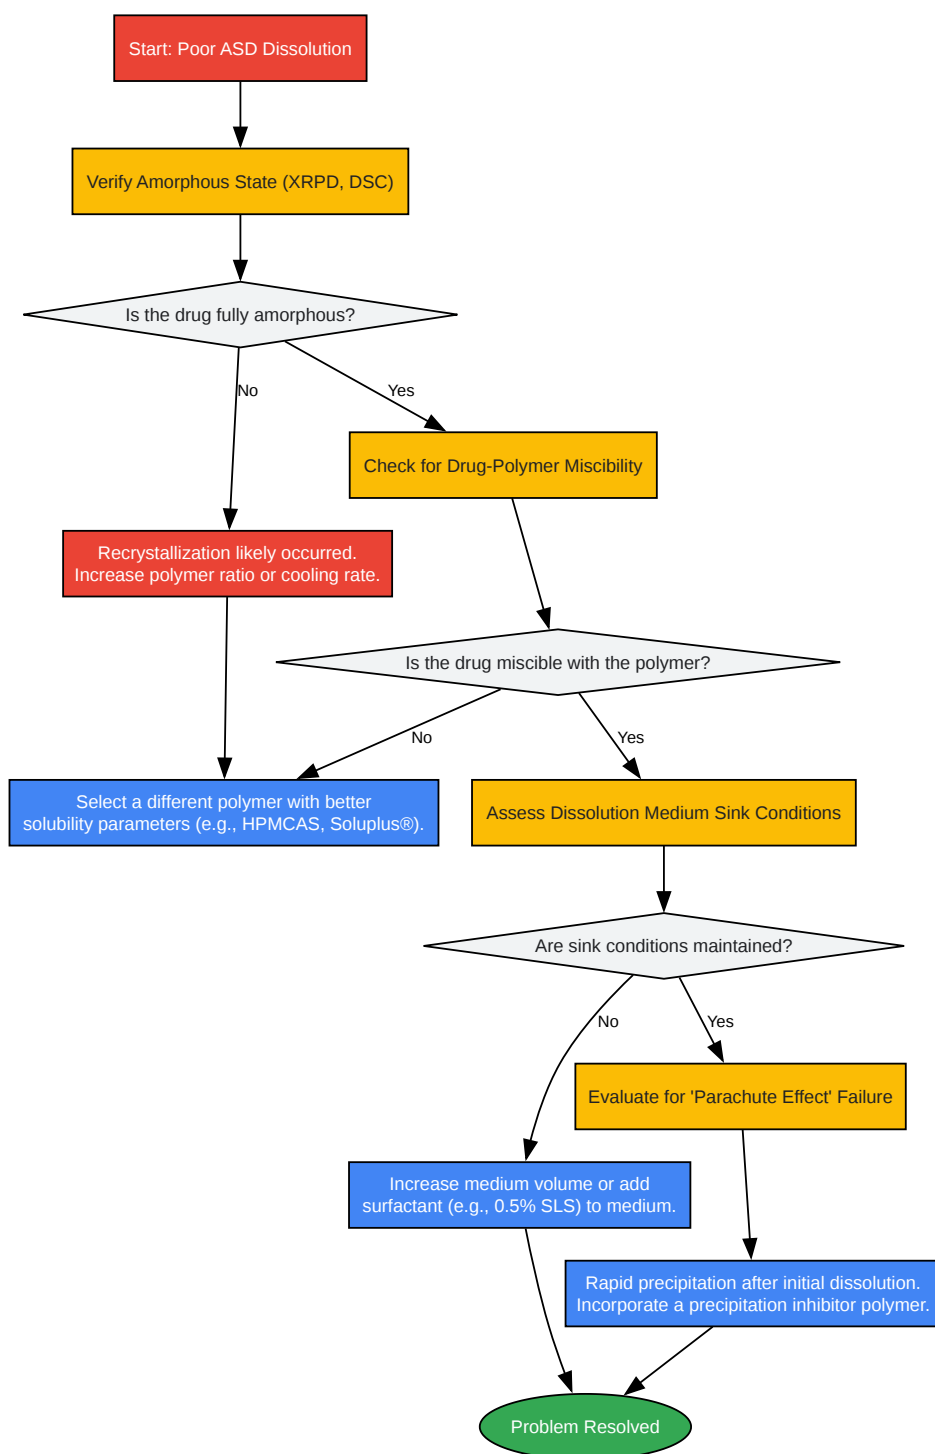 Start: Poor ASD Dissolution
Verify Amorphous State (XRPD, DSC)
Is the drug fully amorphous?
No
Yes
Check for Drug-Polymer Miscibility
Recrystallization likely occurred.
Increase polymer ratio or cooling rate.
Is the drug miscible with the polymer?
No
Yes
Select a different polymer with better
solubility parameters (e.g., HPMCAS, Soluplus®).
Assess Dissolution Medium Sink Conditions
Are sink conditions maintained?
No
Yes
Evaluate for 'Parachute Effect' Failure
Increase medium volume or add
surfactant (e.g., 0.5% SLS) to medium.
Rapid precipitation after initial dissolution.
Incorporate a precipitation inhibitor polymer.
Problem Resolved